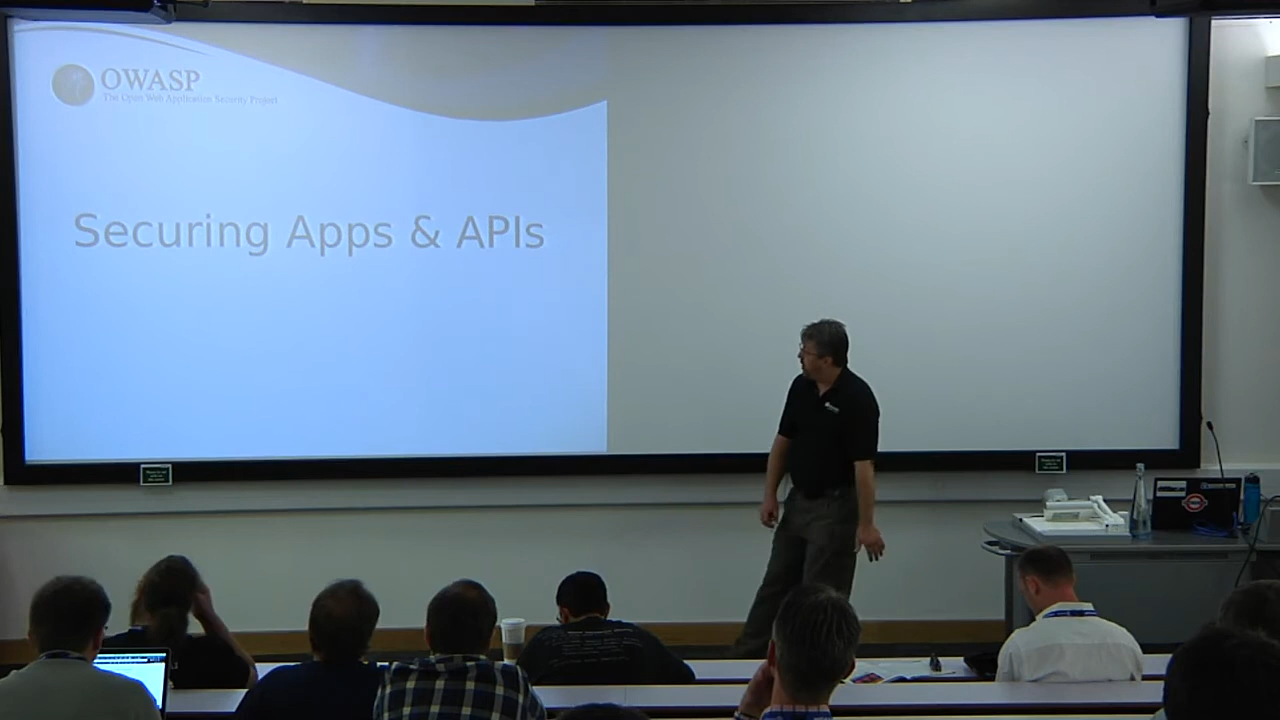 OWASP
The Open Web Application Security Project
Securing Apps & APIs